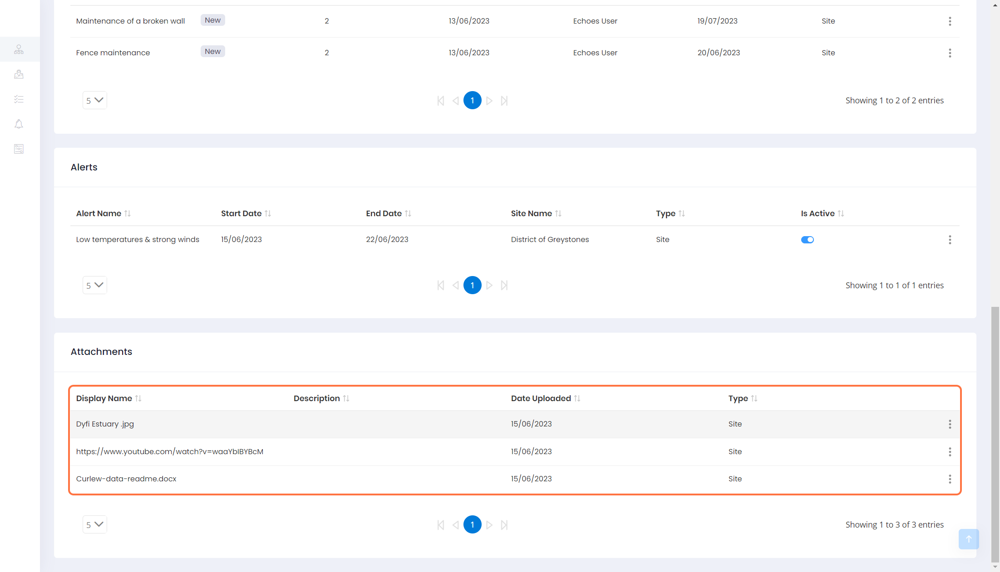 Maintenance of a broken wall New 2 13/06/2023 Echoes User 19/07/2023 Site
Fence maintenance New 2 13/06/2023 Echoes User 20/06/2023 Site
5 1 Showing 1 to 2 of 2 entries
Alerts
Alert Name Start Date End Date Site Name Type Is Active
Low temperatures & strong winds 15/06/2023 22/06/2023 District of Greystones Site
5 1 Showing 1 to 1 of 1 entries
Attachments
Display Name Description Date Uploaded Type
Dyfi Estuary .jpg 15/06/2023 Site
https://www.youtube.com/watch?v=waaYbIBYBcM 15/06/2023 Site
Curlew-data-readme.docx 15/06/2023 Site
5 1 Showing 1 to 3 of 3 entries